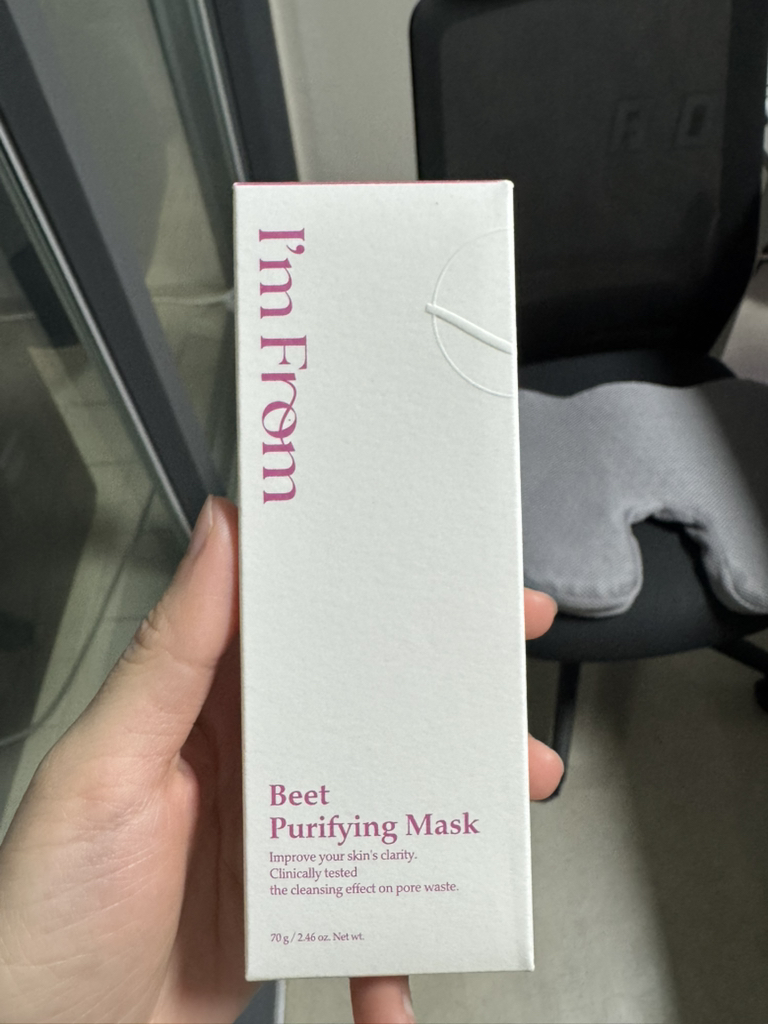 I'm From
Beet
Purifying Mask
Improve your skin's clarity.
Clinically tested
the cleansing effect on pore waste.
70 g / 2.46 oz. Net wt.